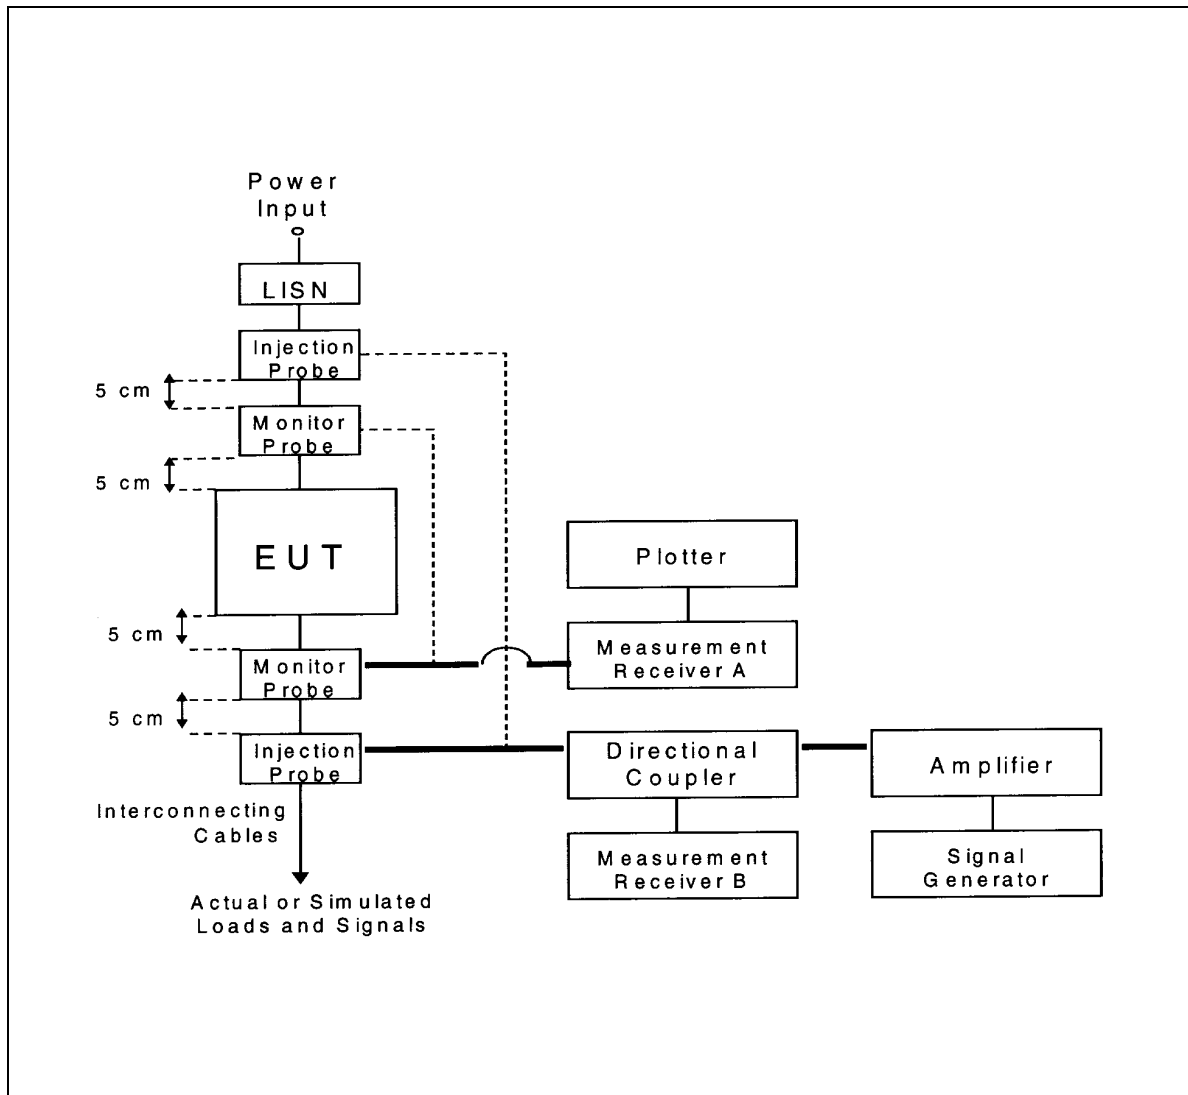 Power
Input
LISN
Injection
Probe
5 cm
Monitor
Probe
5 cm
EUT
Plotter
5 cm
Monitor
Probe
Measurement
Receiver A
5 cm
Injection
Probe
Directional
Coupler
Amplifier
Interconnecting
Cables
Measurement
Receiver B
Signal
Generator
Actual or Simulated
Loads and Signals